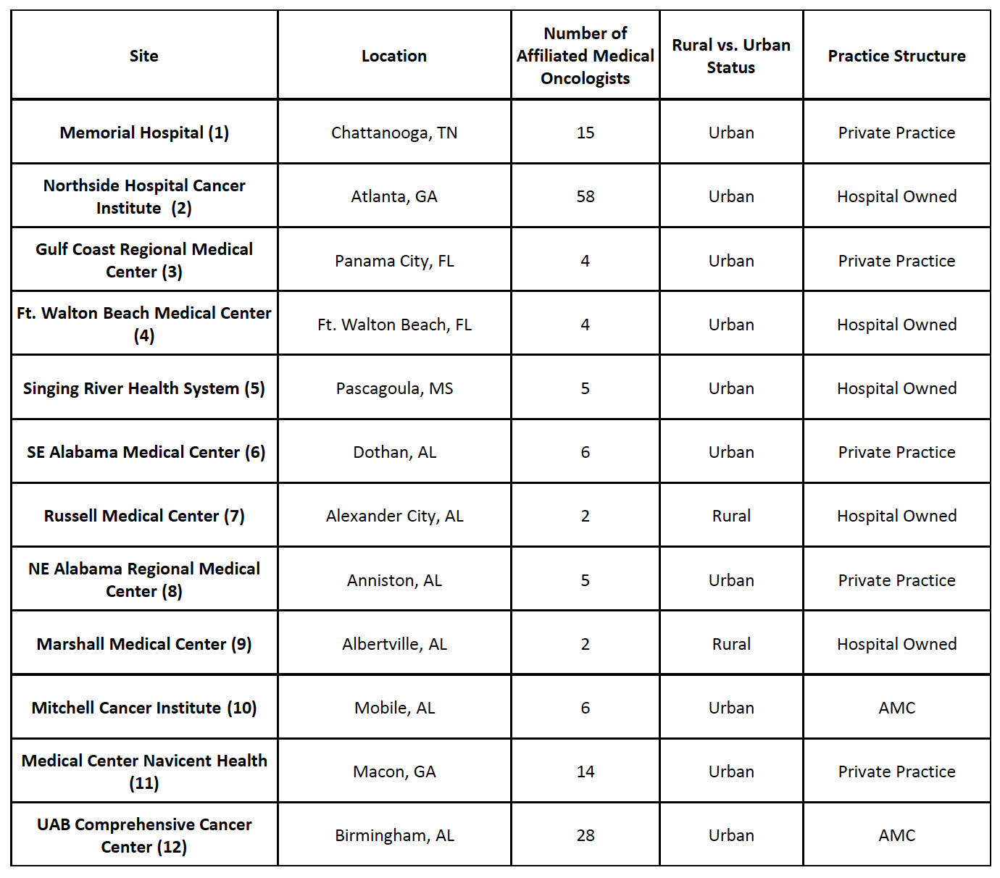 Site
Location
Number of
Affiliated Medical
Oncologists
Rural vs. Urban
Status
Practice Structure
Memorial Hospital (1)
Chattanooga, TN
15
Urban
Private Practice
Northside Hospital Cancer
Institute  (2)
Atlanta, GA
58
Urban
Hospital Owned
Gulf Coast Regional Medical
Center (3)
Panama City, FL
4
Urban
Private Practice
Ft. Walton Beach Medical Center
(4)
Ft. Walton Beach, FL
4
Urban
Hospital Owned
Singing River Health System (5)
Pascagoula, MS
5
Urban
Hospital Owned
SE Alabama Medical Center (6)
Dothan, AL
6
Urban
Private Practice
Russell Medical Center (7)
Alexander City, AL
2
Rural
Hospital Owned
NE Alabama Regional Medical
Center (8)
Anniston, AL
5
Urban
Private Practice
Marshall Medical Center (9)
Albertville, AL
2
Rural
Hospital Owned
Mitchell Cancer Institute (10)
Mobile, AL
6
Urban
AMC
Medical Center Navicent Health
(11)
Macon, GA
14
Urban
Private Practice
UAB Comprehensive Cancer
Center (12)
Birmingham, AL
28
Urban
AMC